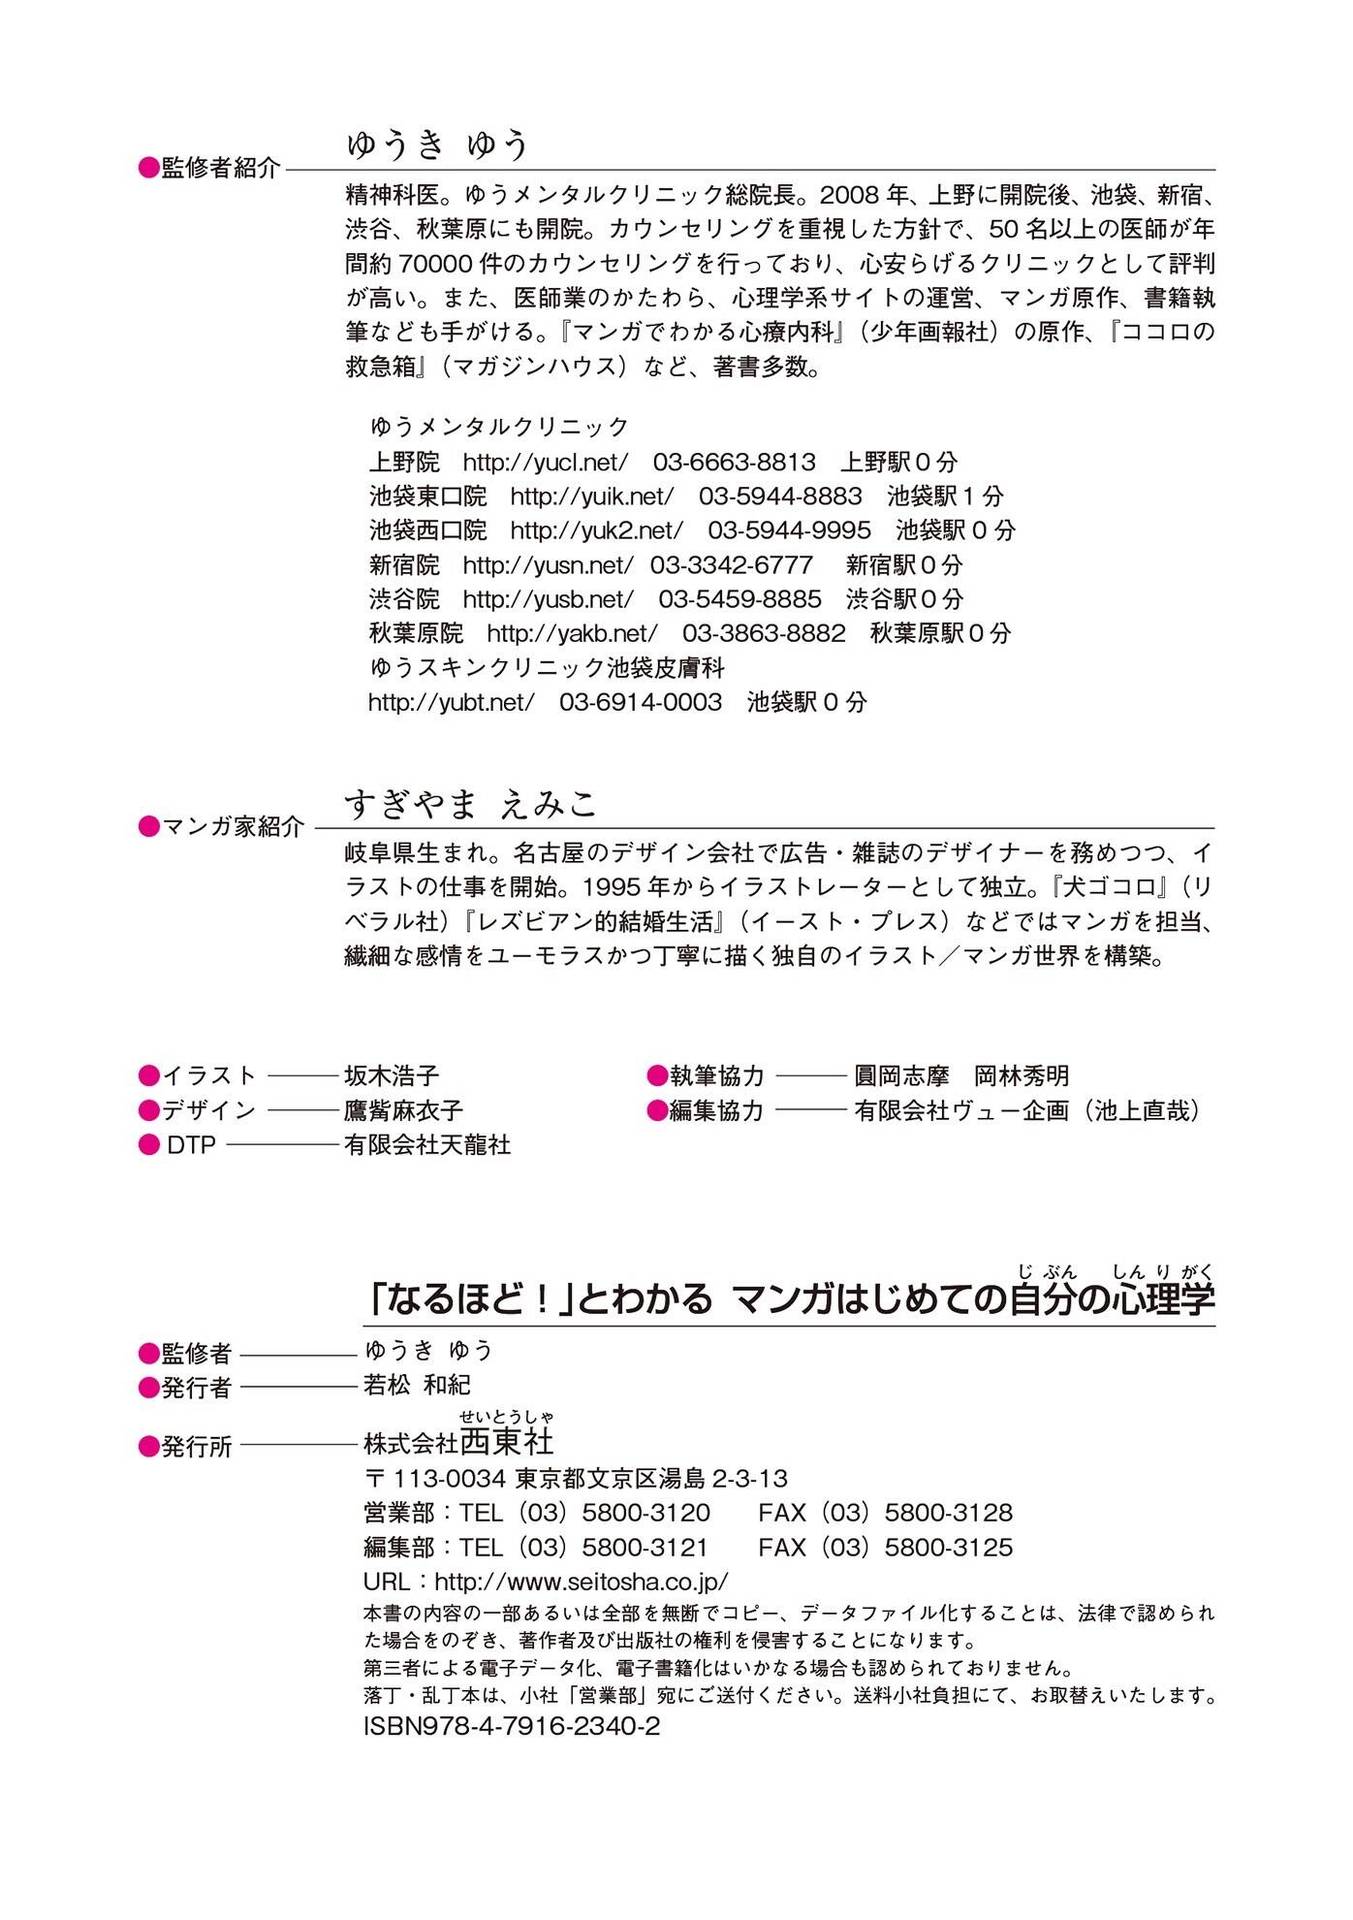 ●監修者紹介 ゆうき ゆう
精神科医。ゆうメンタルクリニック総院長。2008 年、上野に開院後、池袋、新宿、
渋谷、秋葉原にも開院。カウンセリングを重視した方針で、50 名以上の医師が年
間約 70000 件のカウンセリングを行っており、心安らげるクリニックとして評判
が高い。また、医師業のかたわら、心理学系サイトの運営、マンガ原作、書籍執
筆なども手がける。『マンガでわかる心療内科』（少年画報社）の原作、『ココロの
救急箱』（マガジンハウス）など、著書多数。
ゆうメンタルクリニック
上野院　http://yucl.net/　03-6663-8813　上野駅０分
池袋東口院　http://yuik.net/　03-5944-8883　池袋駅１分
池袋西口院　http://yuk2.net/　03-5944-9995　池袋駅０分
新宿院　http://yusn.net/　03-3342-6777　新宿駅０分
渋谷院　http://yusb.net/　03-5459-8885　渋谷駅０分
秋葉原院　http://yakb.net/　03-3863-8882　秋葉原駅０分
ゆうスキンクリニック池袋皮膚科
http://yubt.net/　03-6914-0003　池袋駅０分
●マンガ家紹介 すぎやま えみこ
岐阜県生まれ。名古屋のデザイン会社で広告・雑誌のデザイナーを務めつつ、イ
ラストの仕事を開始。1995 年からイラストレーターとして独立。『犬ゴコロ』（リ
ベラル社）『レズビアン的結婚生活』（イースト・プレス）などではマンガを担当、
繊細な感情をユーモラスかつ丁寧に描く独自のイラスト／マンガ世界を構築。
●イラスト 坂木浩子
●デザイン 鷹觜麻衣子
●DTP 有限会社天龍社
●執筆協力 圓岡志摩　岡林秀明
●編集協力 有限会社ヴュー企画（池上直哉）
じ ぶん しん り がく
「なるほど！」とわかる マンガはじめての自分の心理学
●監修者 ゆうき ゆう
●発行者 若松 和紀
せいとうしゃ
●発行所 株式会社西東社
〒 113-0034 東京都文京区湯島 2-3-13
営業部：TEL（03）5800-3120　FAX（03）5800-3128
編集部：TEL（03）5800-3121　FAX（03）5800-3125
URL：http://www.seitosha.co.jp/
本書の内容の一部あるいは全部を無断でコピー、データファイル化することは、法律で認められ
た場合をのぞき、著作者及び出版社の権利を侵害することになります。
第三者による電子データ化、電子書籍化はいかなる場合も認められておりません。
落丁・乱丁本は、小社「営業部」宛にご送付ください。送料小社負担にて、お取替えいたします。
ISBN978-4-7916-2340-2